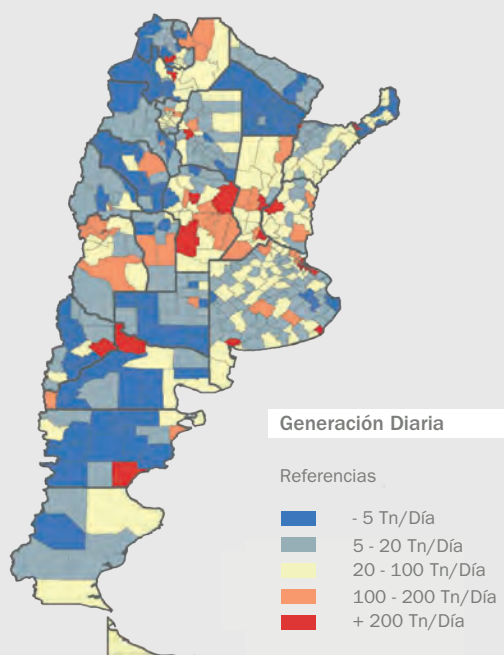 Generación Diaria
Referencias
- 5 Tn/Día
5 - 20 Tn/Día
20 - 100 Tn/Día
100 - 200 Tn/Día
+ 200 Tn/Día